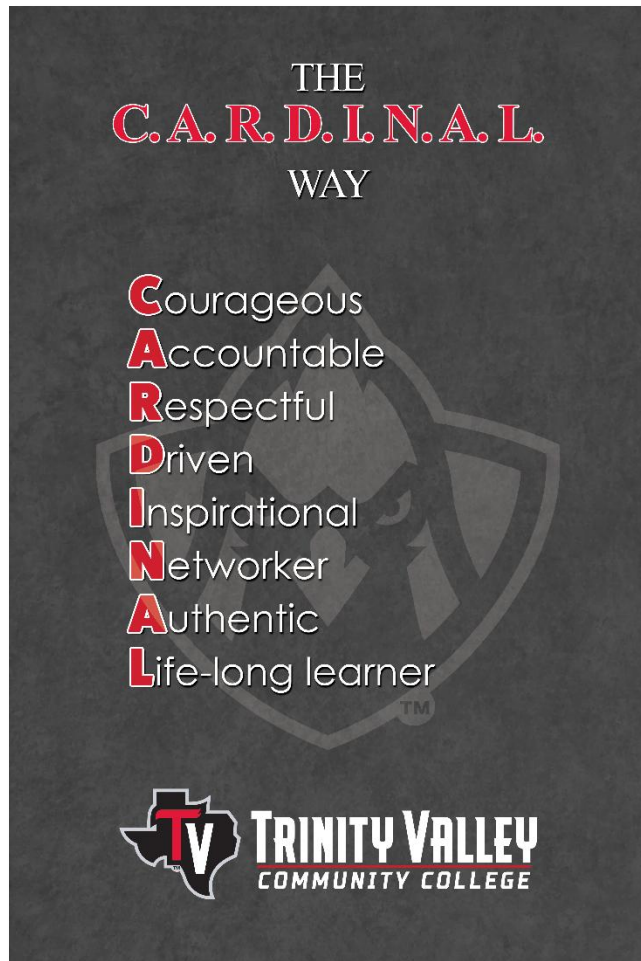 THE
C. A. R. D. I. N. A. L.
WAY
Courageous
Accountable
Respectful
Driven
Inspirational
Networker
Authentic
Life-long learner
TM
TV
TRINITY VALLEY
COMMUNITY COLLEGE